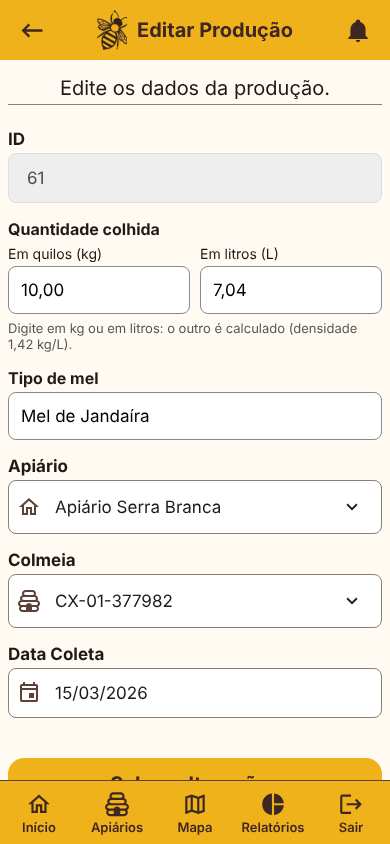 Editar Produção
Edite os dados da produção.
ID
61
Quantidade colhida
Em quilos (kg)
Em litros (L)
10,00
7,04
Digite em kg ou em litros: o outro é calculado (densidade
1,42 kg/L).
Tipo de mel
Mel de Jandaíra
Apiário
Apiário Serra Branca
Colmeia
CX-01-377982
Data Coleta
15/03/2026
Início
Apiários
Mapa
Relatórios
Sair